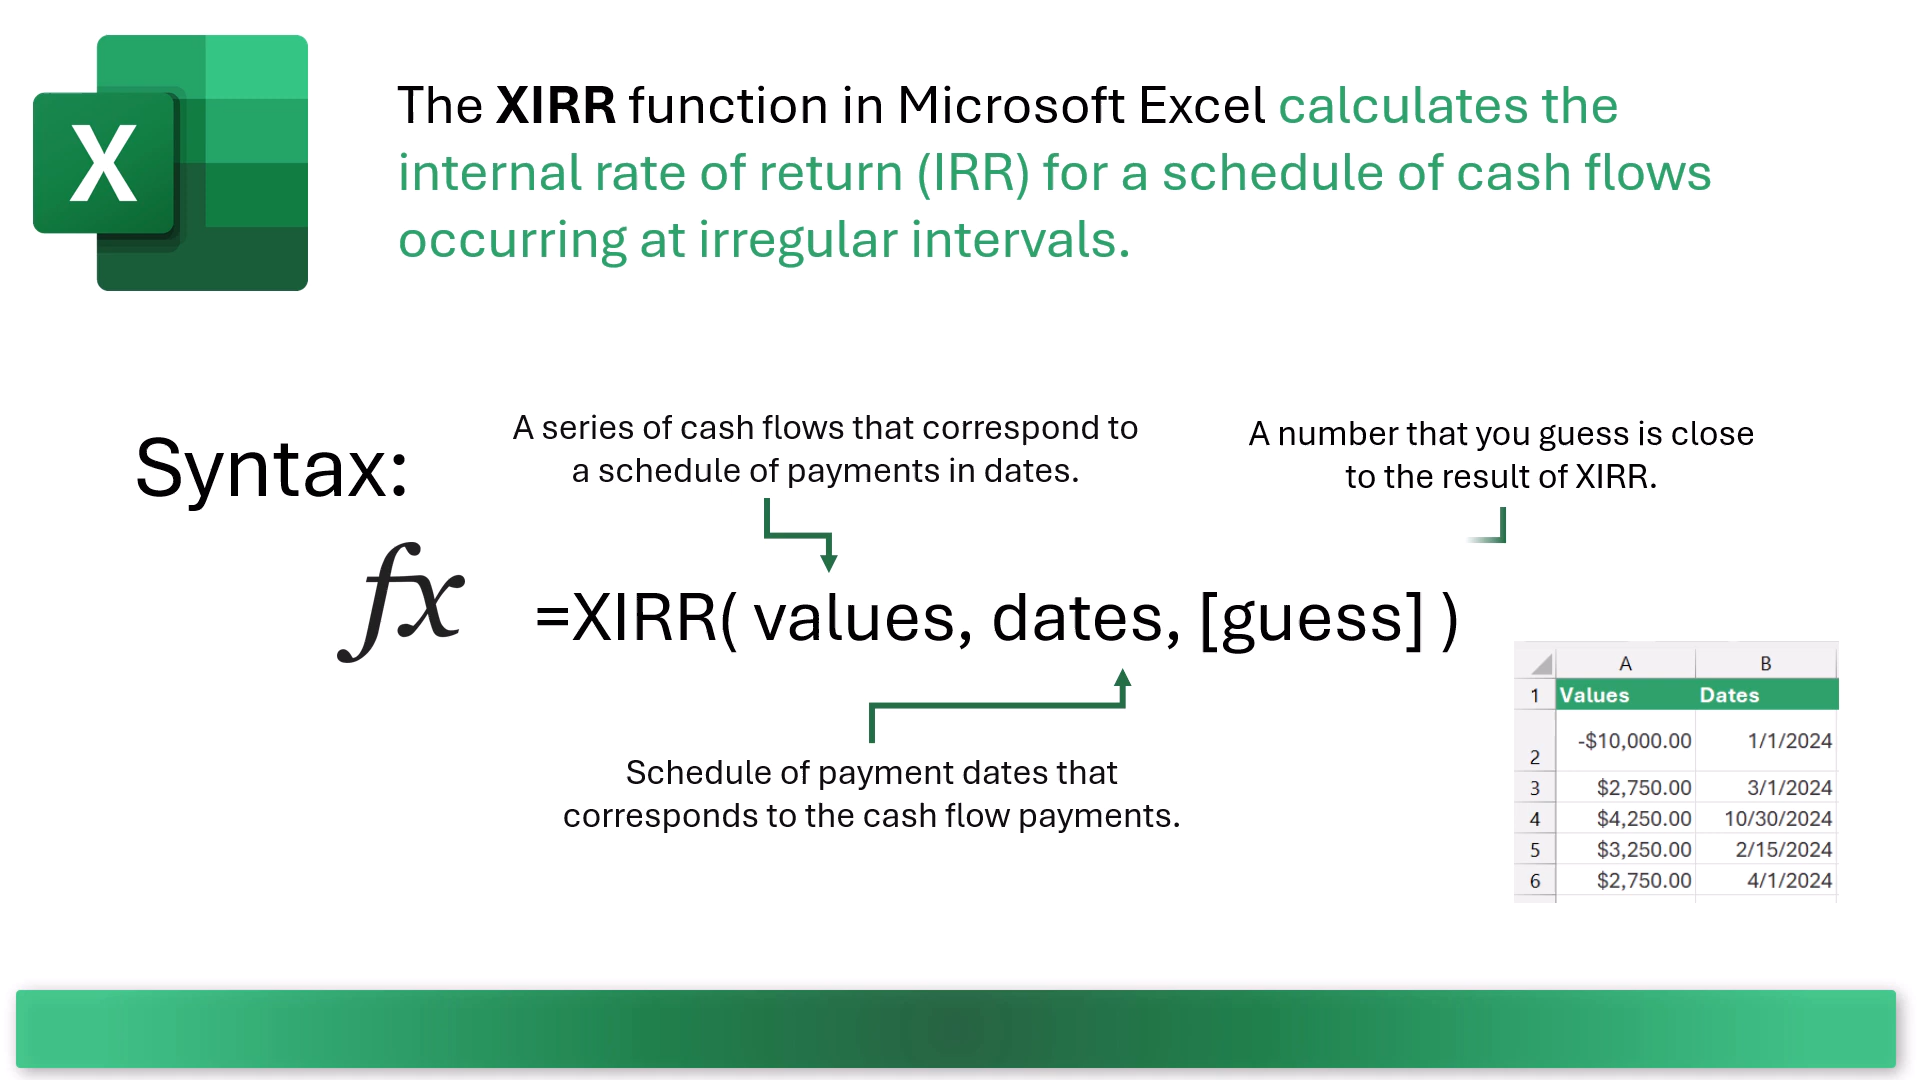 X
The XIRR function in Microsoft Excel calculates the
internal rate of return (IRR) for a schedule of cash flows
occurring at irregular intervals.
Syntax:
A series of cash flows that correspond to
a schedule of payments in dates.
A number that you guess is close
to the result of XIRR.
fx
=XIRR( values, dates, [guess] )
Schedule of payment dates that
corresponds to the cash flow payments.
A B
1 Values Dates
2 -$10,000.00 1/1/2024
3 $2,750.00 3/1/2024
4 $4,250.00 10/30/2024
5 $3,250.00 2/15/2024
6 $2,750.00 4/1/2024